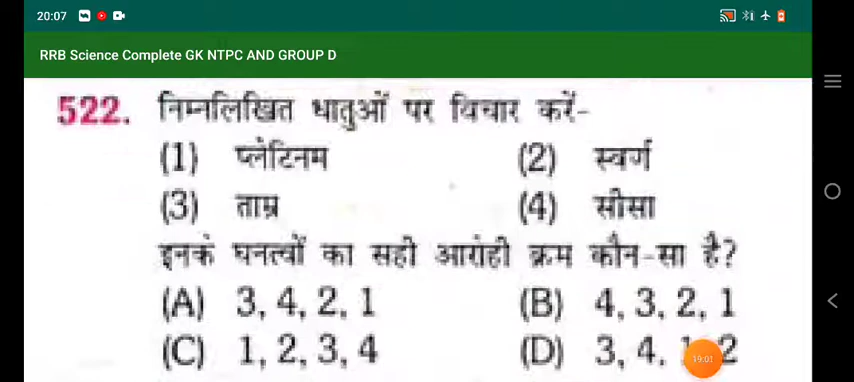 20:07
RRB Science Complete GK NTPC AND GROUP D
522. निम्नलिखित धातुओं पर विचार करें-
(1) प्लेटिनम (2) स्वर्ग
(3) ताम्र (4) सीसा
इनके घनत्वों का सही आरोही क्रम कौन-सा है?
(A) 3, 4, 2, 1 (B) 4, 3, 2, 1
(C) 1, 2, 3, 4 (D) 3, 4, 1, 2
19:01